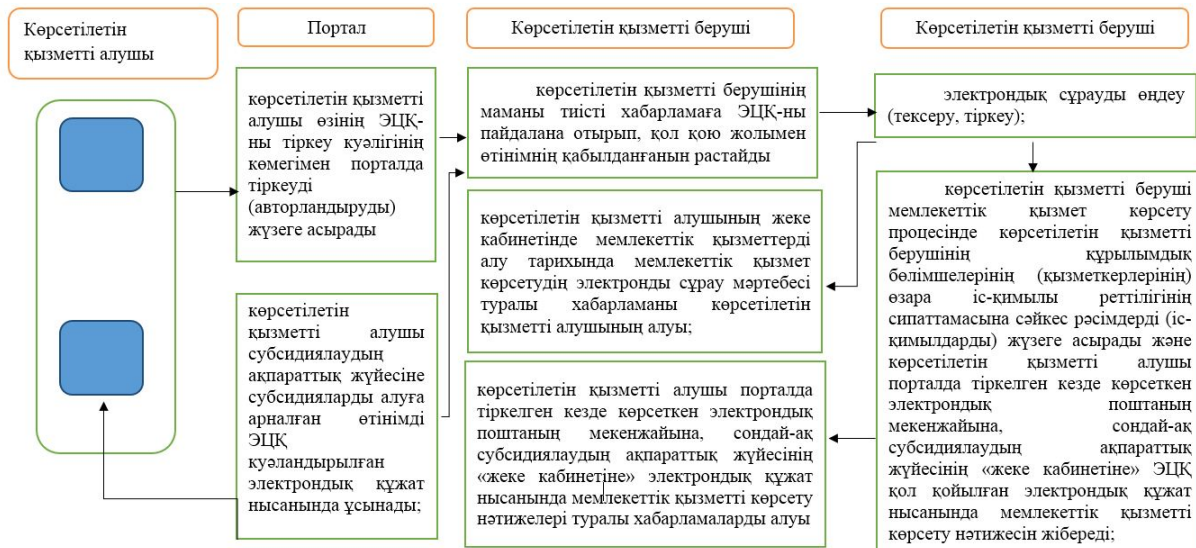 Көрсетілетін
қызметті алушы
Портал
Көрсетілетін қызметті беруші
Көрсетілетін қызметті беруші
көрсетілетін қызметті
алушы өзінің ЭЦҚ-
ны тіркеу куәлігінің
көмегімен порталда
тіркеуді
(авторландыруды)
жүзеге асырады
көрсетілетін
қызметті алушы
субсидиялаудың
ақпараттық жүйесіне
субсидияларды алуға
арналған өтінімді
ЭЦҚ
куәландырылған
электрондық құжат
нысанында ұсынады;
көрсетілетін қызметті берушінің
маманы тиісті хабарламаға ЭЦҚ-ны
пайдалана отырып, қол қою жолымен
өтінімнің қабылданғанын растайды
көрсетілетін қызметті алушының жеке
кабинетінде мемлекеттік қызметтерді
алу тарихында мемлекеттік қызмет
көрсетудің электронды сұрау мәртебесі
туралы хабарламаны көрсетілетін
қызметті алушының алуы;
көрсетілетін қызметті алушы порталда
тіркелген кезде көрсеткен электрондық
поштаның мекенжайына, сондай-ақ
субсидиялаудың ақпараттық жүйесінің
«жеке кабинетіне» электрондық құжат
нысанында мемлекеттік қызметті көрсету
нәтижелері туралы хабарламаларды алуы
электрондық сұрауды өңдеу
(тексеру, тіркеу);
көрсетілетін қызметті беруші
мемлекеттік қызмет көрсету
процесінде көрсетілетін қызметті
берушінің құрылымдық
бөлімшелерінің (қызметкерлерінің)
өзара іс-қимылы реттілігінің
сипаттамасына сәйкес рәсімдерді (іс-
қимылдарды) жүзеге асырады және
көрсетілетін қызметті алушы
порталда тіркелген кезде көрсеткен
электрондық поштаның
мекенжайына, сондай-ақ
субсидиялаудың ақпараттық
жүйесінің «жеке кабинетіне» ЭЦҚ
қол қойылған электрондық құжат
нысанында мемлекеттік қызметті
көрсету нәтижесін жібереді;